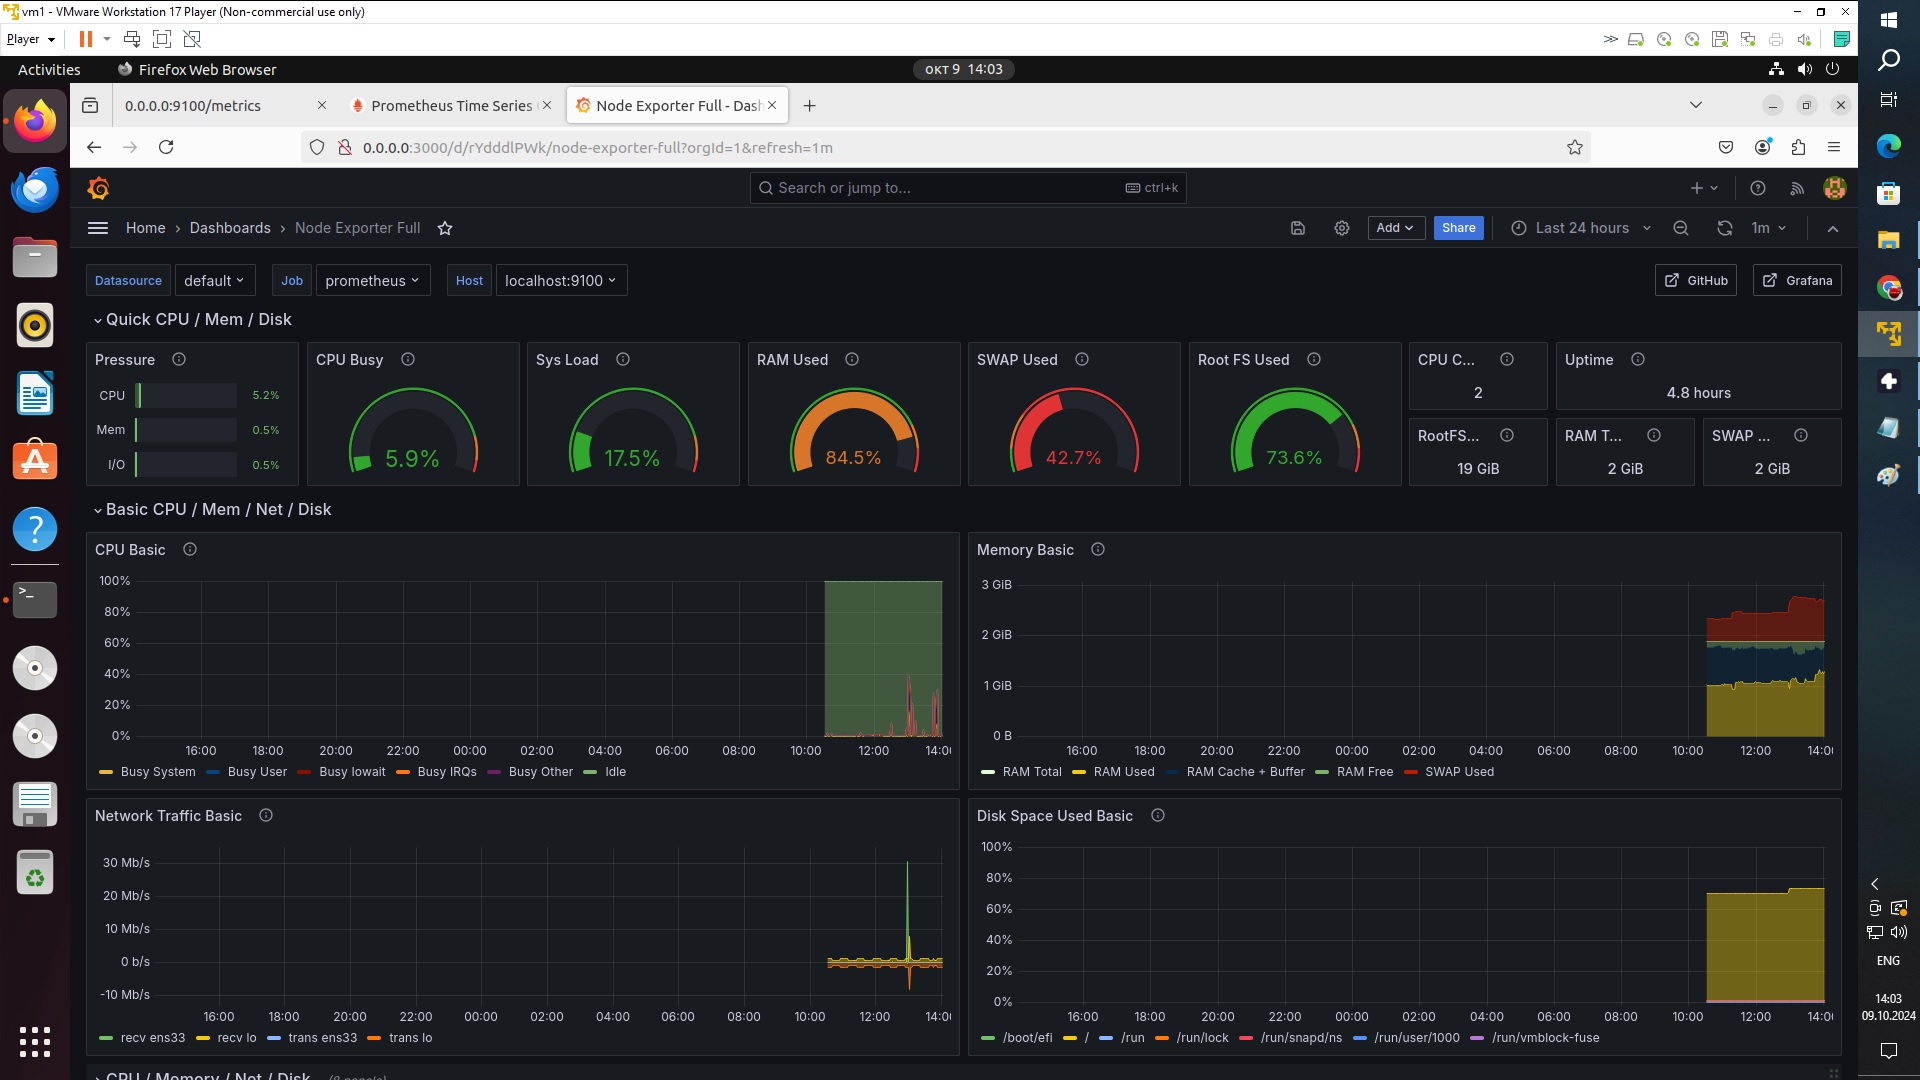 vm1 - VMware Workstation 17 Player (Non-commercial use only)
Player
Activities
Firefox Web Browser
окт 9 14:03
0.0.0.0:9100/metrics
Prometheus Time Series
Node Exporter Full - Dash
0.0.0.0:3000/d/rYdddlPWk/node-exporter-full?orgId=1&refresh=1m
Search or jump to...
ctrl+k
Home › Dashboards › Node Exporter Full
Add
Share
Last 24 hours
1m
Datasource default
Job prometheus
Host localhost:9100
GitHub
Grafana
Quick CPU / Mem / Disk
Pressure
CPU 5.2%
Mem 0.5%
I/O 0.5%
CPU Busy
5.9%
Sys Load
17.5%
RAM Used
84.5%
SWAP Used
42.7%
Root FS Used
73.6%
CPU C...
2
Uptime
4.8 hours
RootFS...
19 GiB
RAM T...
2 GiB
SWAP ...
2 GiB
Basic CPU / Mem / Net / Disk
CPU Basic
100%
80%
60%
40%
20%
0%
16:00 18:00 20:00 22:00 00:00 02:00 04:00 06:00 08:00 10:00 12:00 14:00
Busy System Busy User Busy Iowait Busy IRQs Busy Other Idle
Memory Basic
3 GiB
2 GiB
1 GiB
0 B
16:00 18:00 20:00 22:00 00:00 02:00 04:00 06:00 08:00 10:00 12:00 14:00
RAM Total RAM Used RAM Cache + Buffer RAM Free SWAP Used
Network Traffic Basic
30 Mb/s
20 Mb/s
10 Mb/s
0 b/s
-10 Mb/s
16:00 18:00 20:00 22:00 00:00 02:00 04:00 06:00 08:00 10:00 12:00 14:00
recv ens33 recv lo trans ens33 trans lo
Disk Space Used Basic
100%
80%
60%
40%
20%
0%
16:00 18:00 20:00 22:00 00:00 02:00 04:00 06:00 08:00 10:00 12:00 14:00
/boot/efi / /run /run/lock /run/snapd/ns /run/user/1000 /run/vmblock-fuse
CPU / Memory / Net / Disk
ENG
14:03
09.10.2024